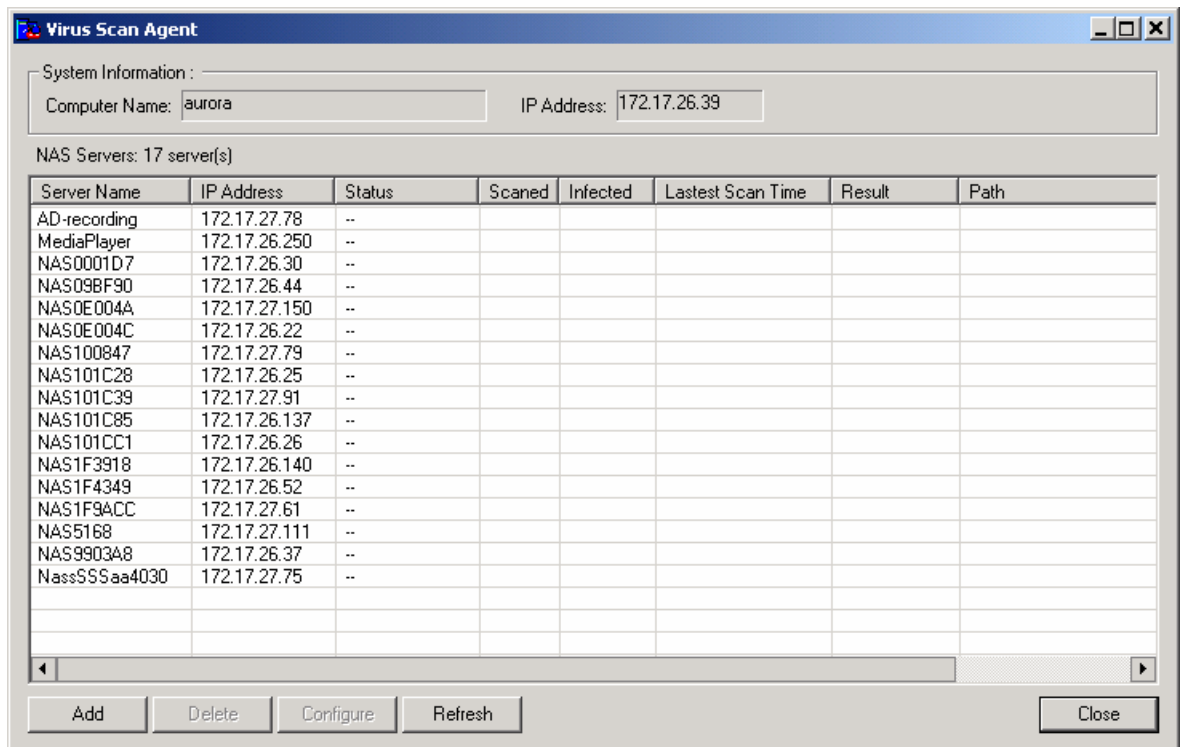 Virus Scan Agent
System Information :
Computer Name: aurora IP Address: 172.17.26.39
NAS Servers: 17 server(s)
Server Name IP Address Status Scaned Infected Lastest Scan Time Result Path
AD-recording 172.17.27.78 --
MediaPlayer 172.17.26.250 --
NAS0001D7 172.17.26.30 --
NAS09BF90 172.17.26.44 --
NAS0E004A 172.17.27.150 --
NAS0E004C 172.17.26.22 --
NAS100847 172.17.27.79 --
NAS101C28 172.17.26.25 --
NAS101C39 172.17.27.91 --
NAS101C85 172.17.26.137 --
NAS101CC1 172.17.26.26 --
NAS1F3918 172.17.26.140 --
NAS1F4349 172.17.26.52 --
NAS1F9ACC 172.17.27.61 --
NAS5168 172.17.27.111 --
NAS9903A8 172.17.26.37 --
NassSSSaa4030 172.17.27.75 --
Add Delete Configure Refresh Close